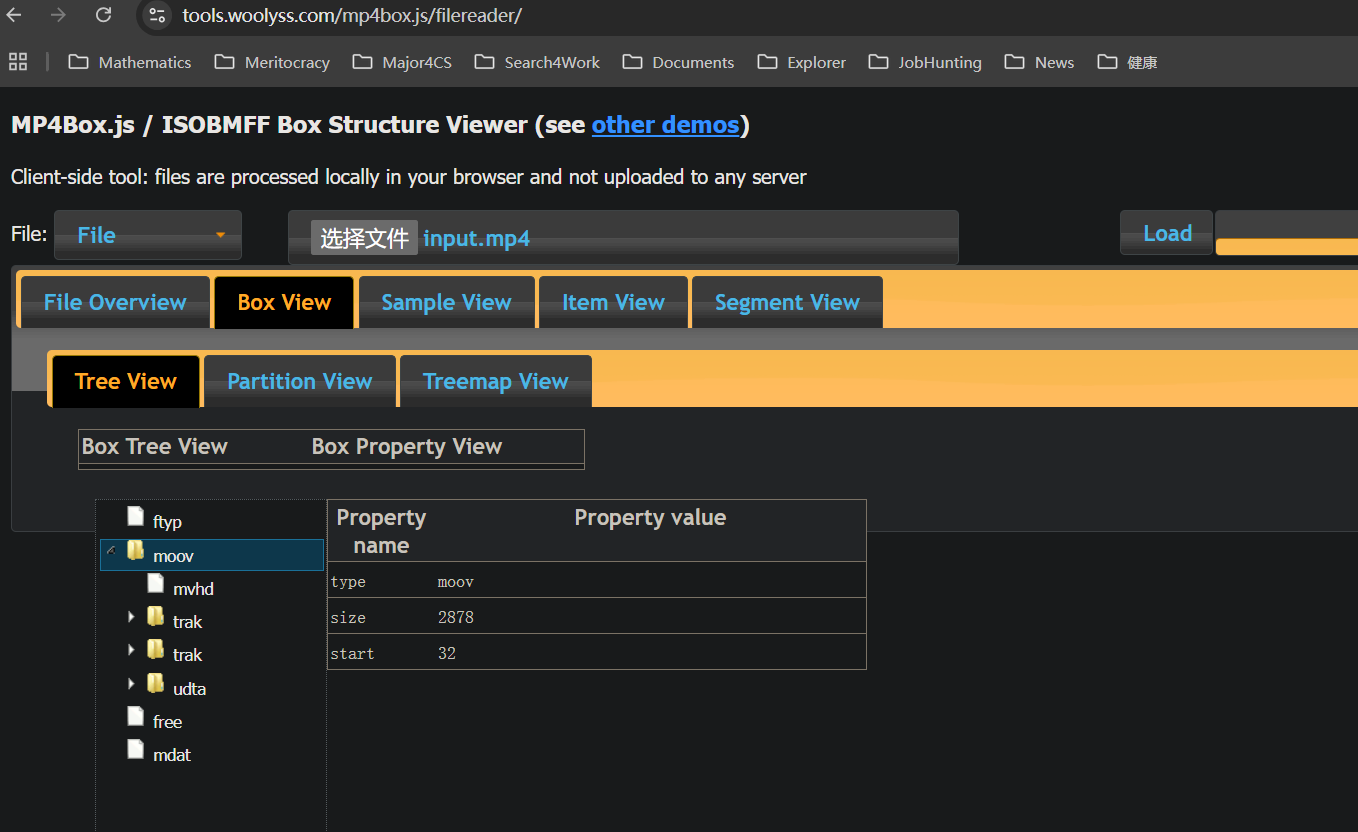 tools.woolyss.com/mp4box.js/filereader/
Mathematics Meritocracy Major4CS Search4Work Documents Explorer JobHunting News 健康
MP4Box.js / ISOBMFF Box Structure Viewer (see other demos)
Client-side tool: files are processed locally in your browser and not uploaded to any server
File: File 选择文件 input.mp4 Load
File Overview Box View Sample View Item View Segment View
Tree View Partition View Treemap View
Box Tree View Box Property View
ftyp
moov
mvhd
trak
trak
udta
free
mdat
Property name Property value
type moov
size 2878
start 32